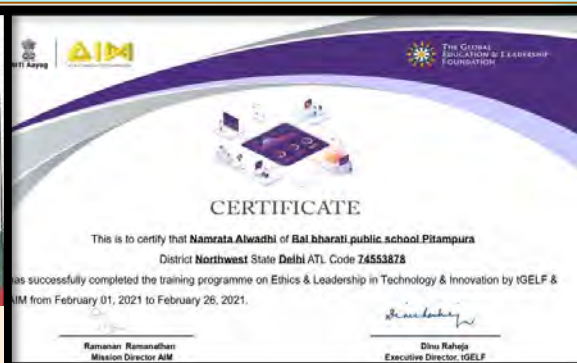 NITI Aayog
AIM
THE GLOBAL
EDUCATION & LEADERSHIP
FOUNDATION
CERTIFICATE
This is to certify that Namrata Alwadhi of Bal bharati public school Pitampura
District Northwest State Delhi ATL Code 74553878
has successfully completed the training programme on Ethics & Leadership in Technology & Innovation by tGELF &
AIM from February 01, 2021 to February 26, 2021.
Ramanan Ramanathan
Mission Director AIM
Dinu Raheja
Executive Director, tGELF